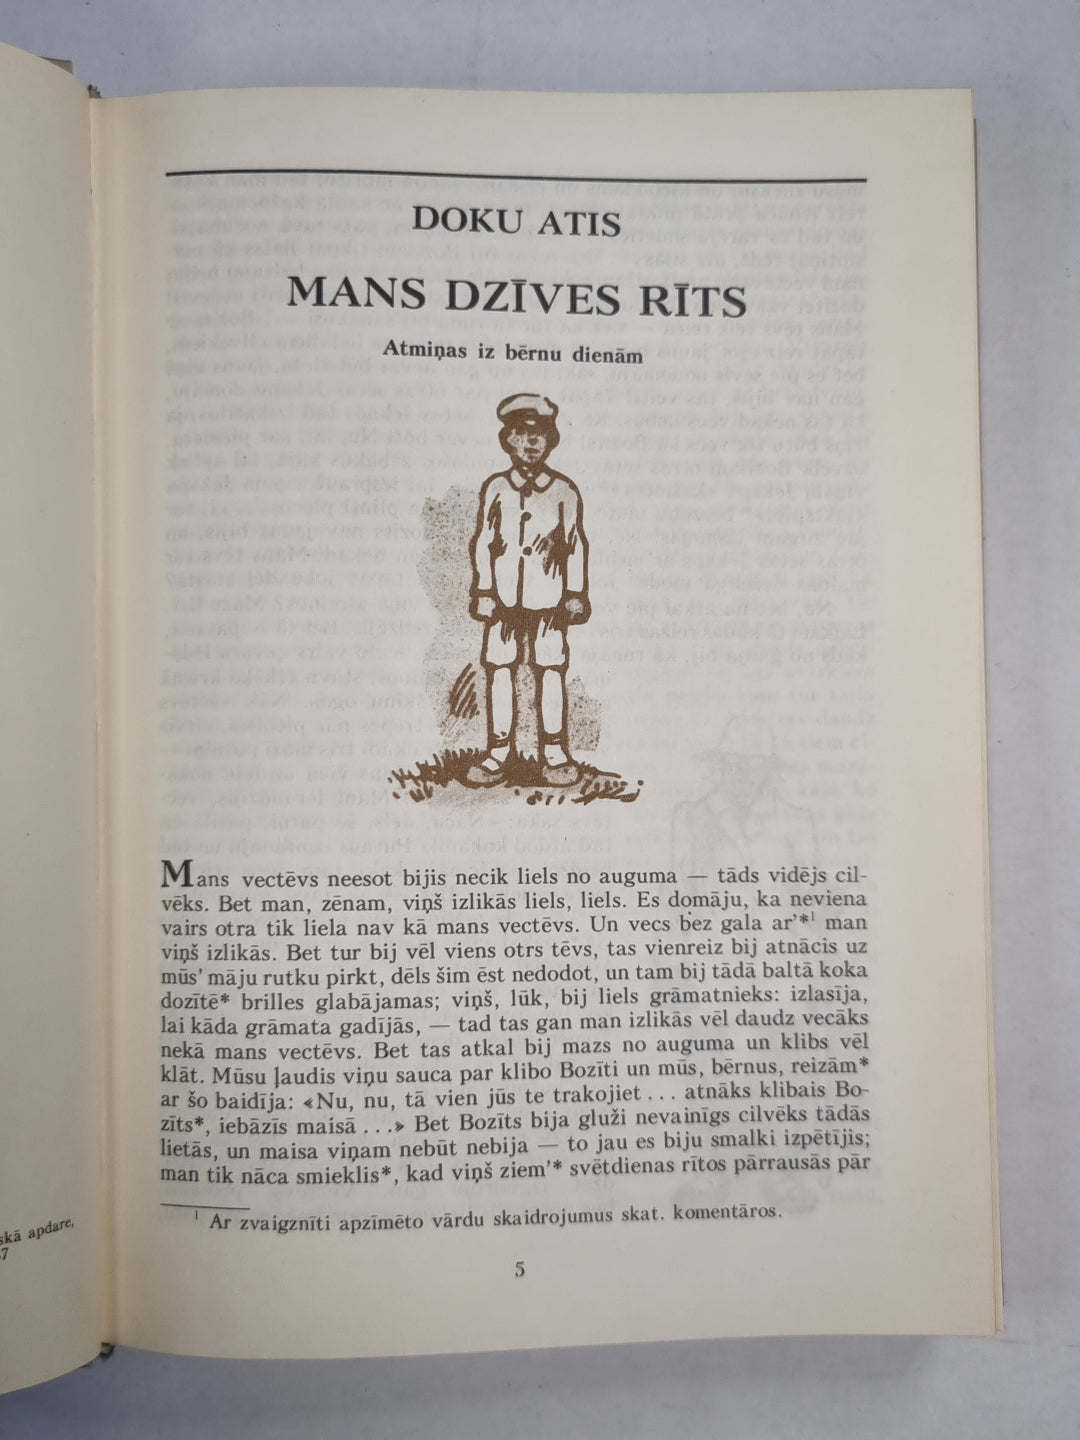 DOKU ATIS
MANS DZĪVES RĪTS
Atmiņas iz bērnu dienām
Mans vectēvs neesot bijis necik liels no auguma — tāds vidējs cil-
vēks. Bet man, zēnam, viņš izlikās liels, liels. Es domāju, ka neviena
vairs otra tik liela nav kā mans vectēvs. Un vecs bez gala ar’*¹ man
viņš izlikās. Bet tur bij vēl viens otrs tēvs, tas vienreiz bij atnācis uz
mūs’ māju rutku pirkt, dēls šim ēst nedodot, un tam bij tādā baltā koka
dozītē* brilles glabājamas; viņš, lūk, bij liels grāmatnieks: izlasīja,
lai kāda grāmata gadījās, — tad tas gan man izlikās vēl daudz vecāks
nekā mans vectēvs. Bet tas atkal bij mazs no auguma un klibs vēl
klāt. Mūsu ļaudis viņu sauca par klibo Bozīti un mūs, bērnus, reizām*
ar šo baidīja: «Nu, nu, tā vien jūs te trakojiet... atnāks klibais Bo-
zīts*, iebāzīs maisā ...» Bet Bozīts bija gluži nevainīgs cilvēks tādās
lietās, un maisa viņam nebūt nebija — to jau es biju smalki izpētījis;
man tik nāca smieklis*, kad viņš ziem’* svētdienas rītos pārrausās pār
¹ Ar zvaigznīti apzīmēto vārdu skaidrojumus skat. komentāros.
5
skā apdare,
7